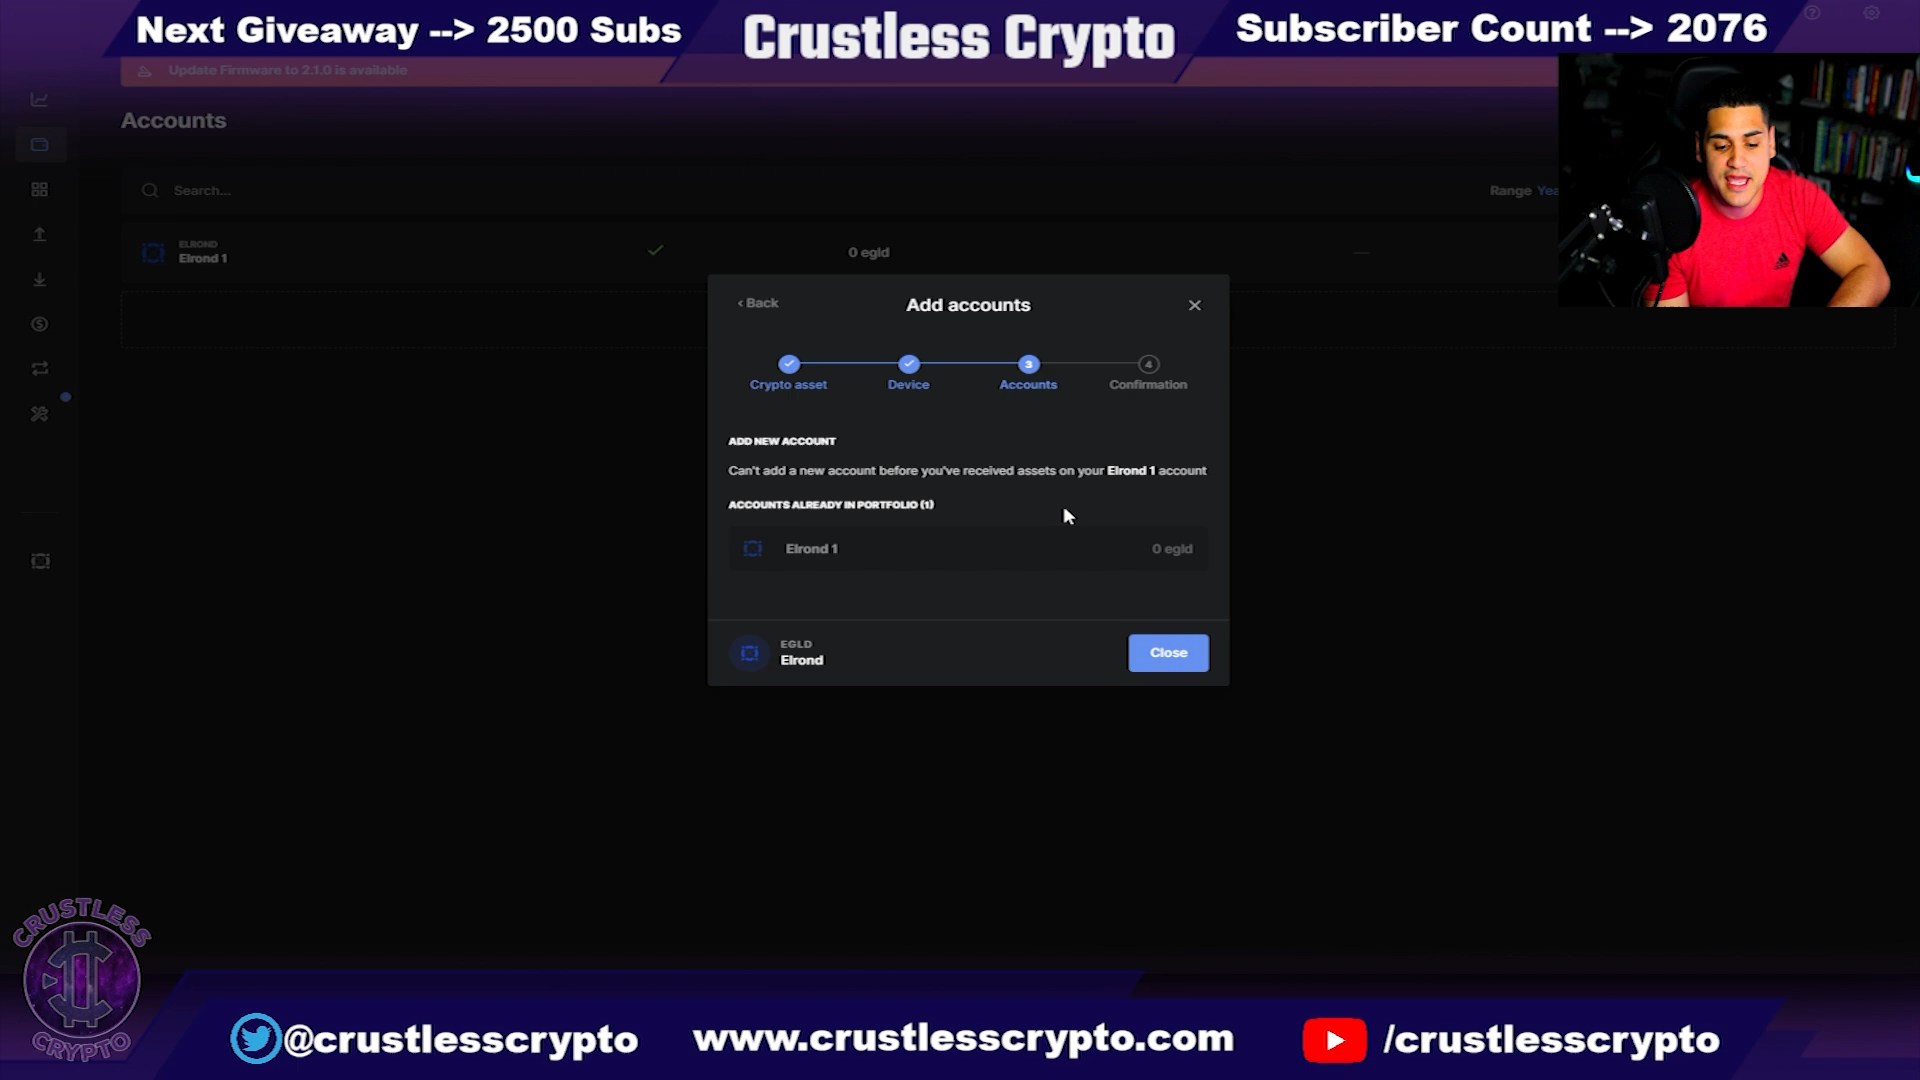 Next Giveaway --> 2500 Subs
Crustless Crypto
Subscriber Count --> 2076
Update Firmware to 2.1.0 is available
Accounts
Search...
Range
ELROND
Elrond 1
0 egld
‹ Back
Add accounts
3
4
Crypto asset
Device
Accounts
Confirmation
ADD NEW ACCOUNT
Can't add a new account before you've received assets on your Elrond 1 account
ACCOUNTS ALREADY IN PORTFOLIO (1)
Elrond 1
0 egld
EGLD
Elrond
Close
CRUSTLESS
CRYPTO
@crustlesscrypto
www.crustlesscrypto.com
/crustlesscrypto